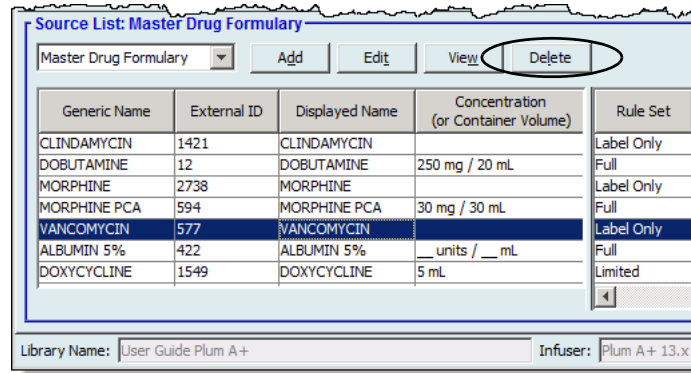 Source List: Master Drug Formulary
Master Drug Formulary Add Edit View Delete
Generic Name External ID Displayed Name Concentration (or Container Volume) Rule Set
CLINDAMYCIN 1421 CLINDAMYCIN Label Only
DOBUTAMINE 12 DOBUTAMINE 250 mg / 20 mL Full
MORPHINE 2738 MORPHINE Label Only
MORPHINE PCA 594 MORPHINE PCA 30 mg / 30 mL Full
VANCOMYCIN 577 VANCOMYCIN Label Only
ALBUMIN 5% 422 ALBUMIN 5% __ units / __ mL Full
DOXYCYCLINE 1549 DOXYCYCLINE 5 mL Limited
Library Name: User Guide Plum A+ Infuser: Plum A+ 13.x